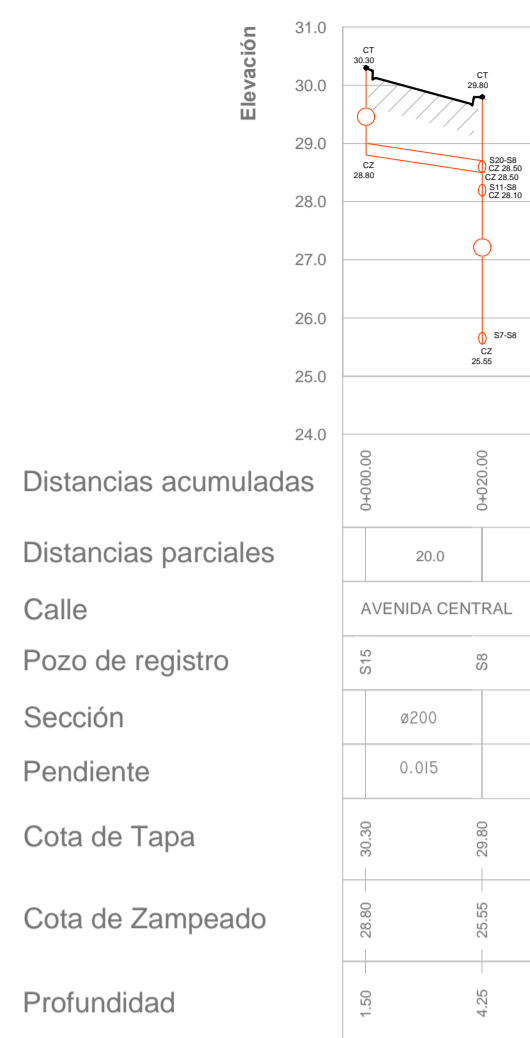 Elevación
31.0
30.0
29.0
28.0
27.0
26.0
25.0
24.0
CT
30.30
CT
29.80
CZ
28.80
S20-S8
CZ 28.50
CZ 28.50
S11-S8
CZ 28.10
S7-S8
CZ
25.55
Distancias acumuladas
0+000.00
0+020.00
Distancias parciales
20.0
Calle
AVENIDA CENTRAL
Pozo de registro
S15
S8
Sección
ø200
Pendiente
0.015
Cota de Tapa
30.30
29.80
Cota de Zampeado
28.80
25.55
Profundidad
1.50
4.25